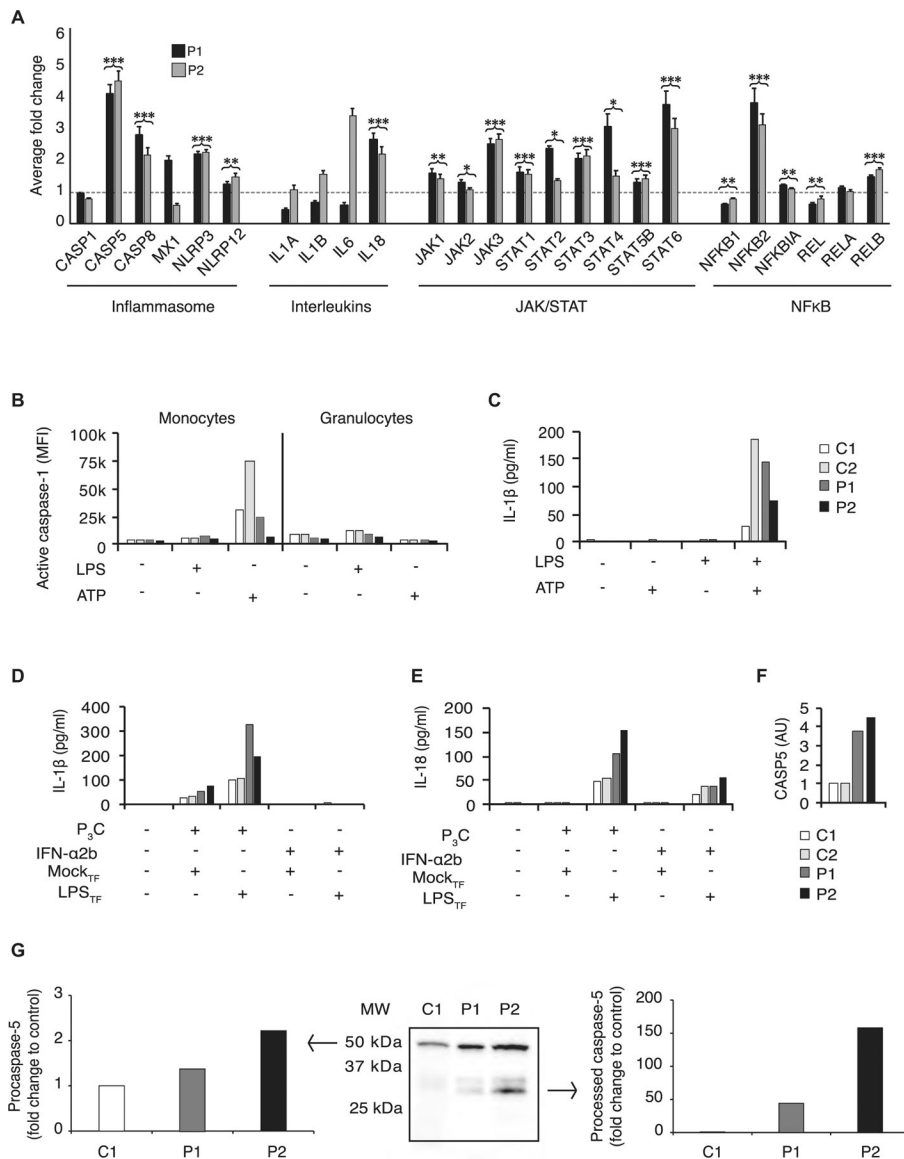 A
Average fold change
6
5
4
3
2
1
0
P1
P2
*** *** *** ** *** ** * *** *** * *** * *** *** ** *** ** ** ***
CASP1 CASP5 CASP8 MX1 NLRP3 NLRP12 IL1A IL1B IL6 IL18 JAK1 JAK2 JAK3 STAT1 STAT2 STAT3 STAT4 STAT5B STAT6 NFKB1 NFKB2 NFKBIA REL RELA RELB
Inflammasome Interleukins JAK/STAT NFκB
B
Monocytes Granulocytes
Active caspase-1 (MFI)
100k
75k
50k
25k
0
LPS - + - - + -
ATP - - + - - +
C
IL-1β (pg/ml)
200
150
100
50
0
C1
C2
P1
P2
LPS - - + +
ATP - + - +
D
IL-1β (pg/ml)
400
300
200
100
0
P3C - + + - -
IFN-α2b - - - + +
MockTF - + - + -
LPSTF - - + - +
E
IL-18 (pg/ml)
200
150
100
50
0
P3C - + + - -
IFN-α2b - - - + +
MockTF - + - + -
LPSTF - - + - +
F
CASP5 (AU)
5
4
3
2
1
0
C1
C2
P1
P2
G
Procaspase-5
(fold change to control)
3
2
1
0
C1 P1 P2
MW C1 P1 P2
50 kDa
37 kDa
25 kDa
Processed caspase-5
(fold change to control)
200
150
100
50
0
C1 P1 P2